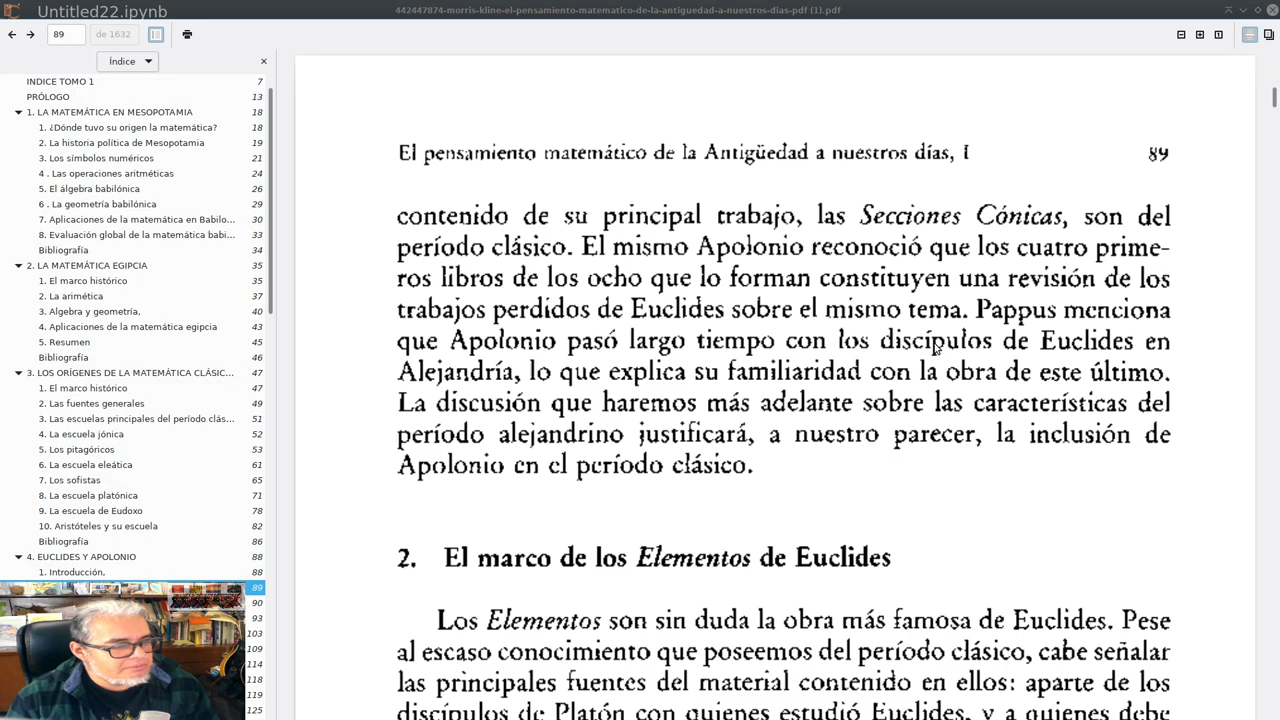 Untitled22.ipynb
442447874-morris-kline-el-pensamiento-matematico-de-la-antiguedad-a-nuestros-dias-pdf (1).pdf
89 de 1632
Índice
INDICE TOMO 1 7
PRÓLOGO 13
1. LA MATEMÁTICA EN MESOPOTAMIA 18
1. ¿Dónde tuvo su origen la matemática? 18
2. La historia política de Mesopotamia 19
3. Los símbolos numéricos 21
4 . Las operaciones aritméticas 24
5. El álgebra babilónica 26
6 . La geometría babilónica 29
7. Aplicaciones de la matemática en Babilo... 30
8. Evaluación global de la matemática babi... 33
Bibliografía 34
2. LA MATEMÁTICA EGIPCIA 35
1. El marco histórico 35
2. La arimética 37
3. Algebra y geometría, 40
4. Aplicaciones de la matemática egipcia 43
5. Resumen 45
Bibliografía 46
3. LOS ORÍGENES DE LA MATEMÁTICA CLÁSIC... 47
1. El marco histórico 47
2. Las fuentes generales 49
3. Las escuelas principales del período clás... 51
4. La escuela jónica 52
5. Los pitagóricos 53
6. La escuela eleática 61
7. Los sofistas 65
8. La escuela platónica 71
9. La escuela de Eudoxo 78
10. Aristóteles y su escuela 82
Bibliografía 86
4. EUCLIDES Y APOLONIO 88
1. Introducción, 88
89
90
93
103
109
114
118
119
125
El pensamiento matemático de la Antigüedad a nuestros días, I 89
contenido de su principal trabajo, las Secciones Cónicas, son del
período clásico. El mismo Apolonio reconoció que los cuatro prime-
ros libros de los ocho que lo forman constituyen una revisión de los
trabajos perdidos de Euclides sobre el mismo tema. Pappus menciona
que Apolonio pasó largo tiempo con los discípulos de Euclides en
Alejandría, lo que explica su familiaridad con la obra de este último.
La discusión que haremos más adelante sobre las características del
período alejandrino justificará, a nuestro parecer, la inclusión de
Apolonio en el período clásico.
2. El marco de los Elementos de Euclides
Los Elementos son sin duda la obra más famosa de Euclides. Pese
al escaso conocimiento que poseemos del período clásico, cabe señalar
las principales fuentes del material contenido en ellos: aparte de los
discípulos de Platón con quienes estudió Euclides, y a quienes debe